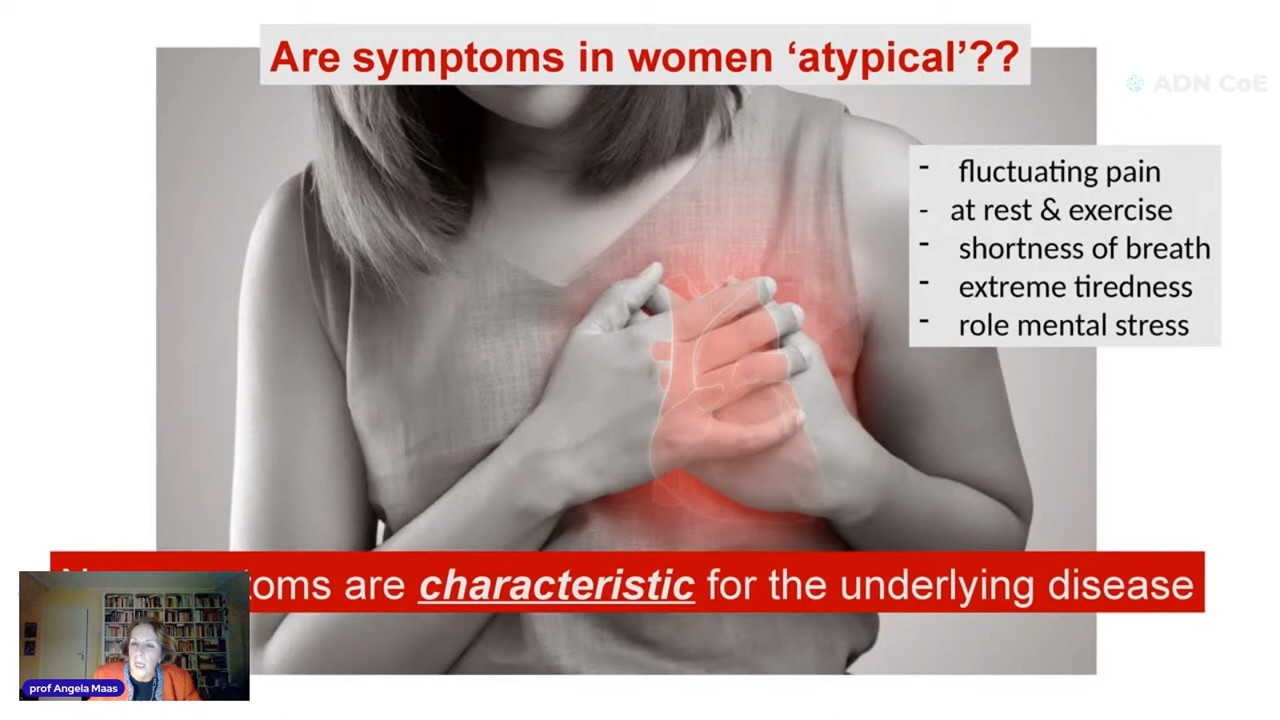 Are symptoms in women ‘atypical’??
ADN CoE
- fluctuating pain
- at rest & exercise
- shortness of breath
- extreme tiredness
- role mental stress
are characteristic for the underlying disease
prof Angela Maas